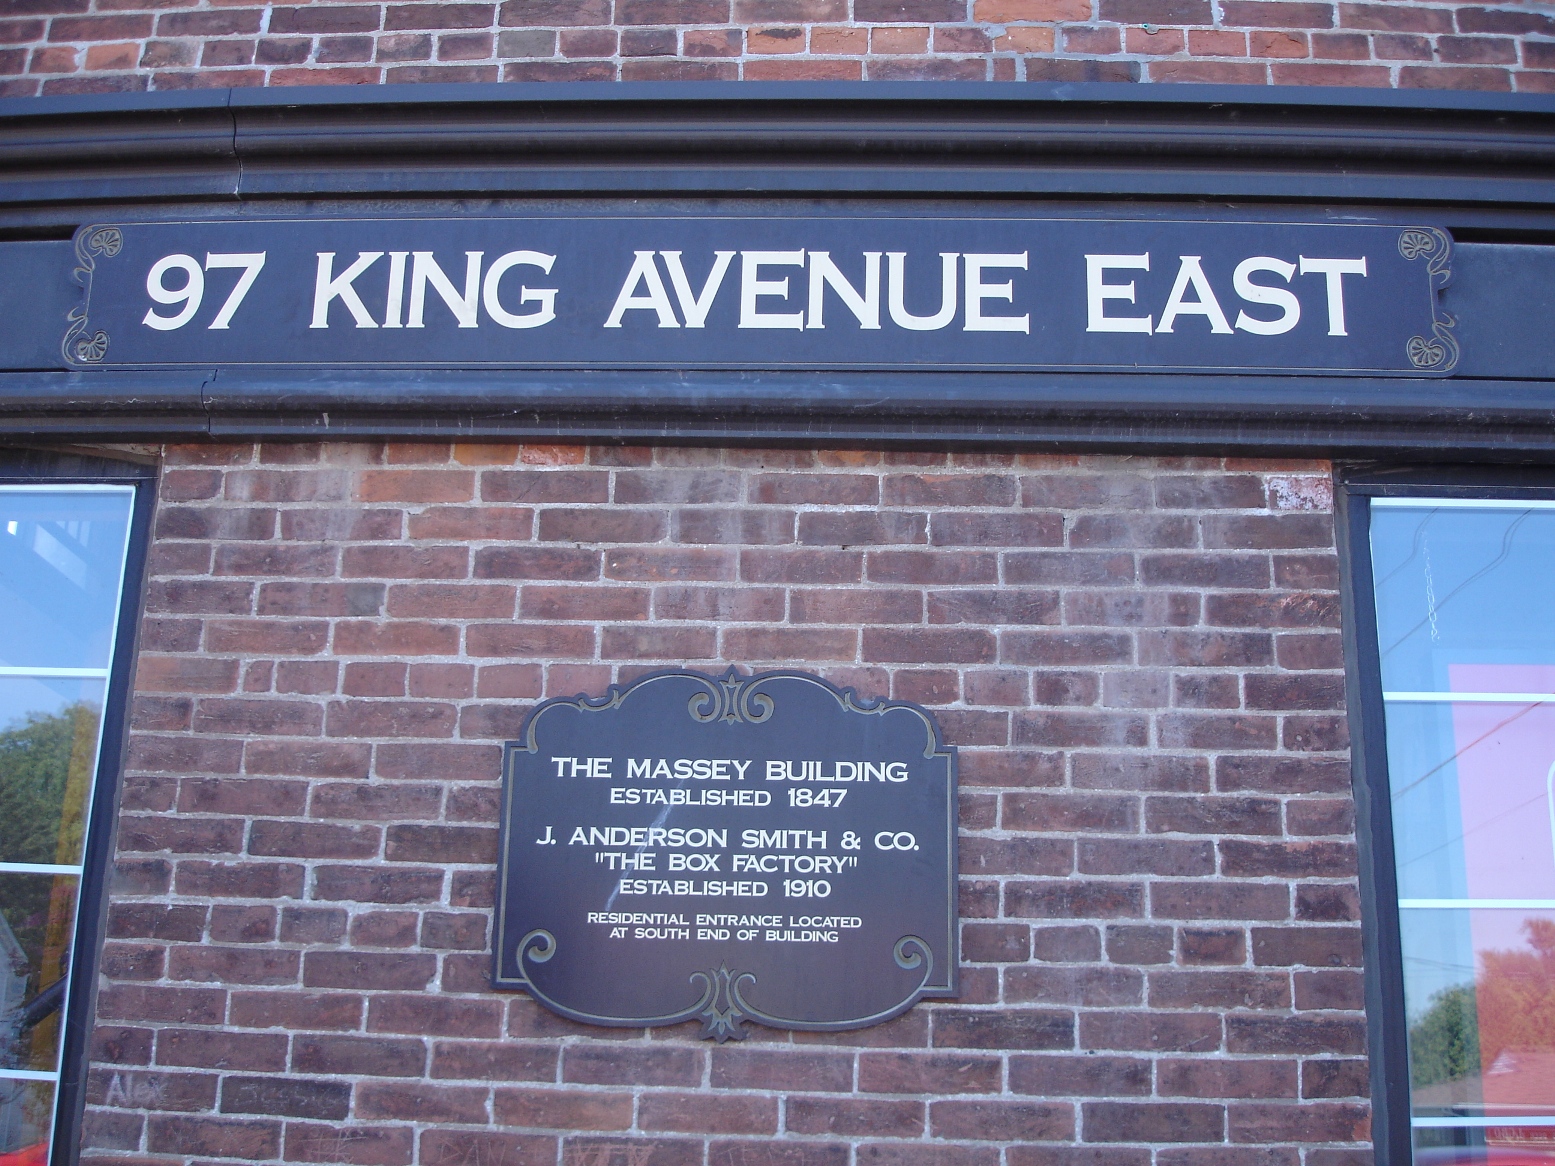 97 KING AVENUE EAST
THE MASSEY BUILDING
ESTABLISHED 1847
J. ANDERSON SMITH & CO.
"THE BOX FACTORY"
ESTABLISHED 1910
RESIDENTIAL ENTRANCE LOCATED
AT SOUTH END OF BUILDING